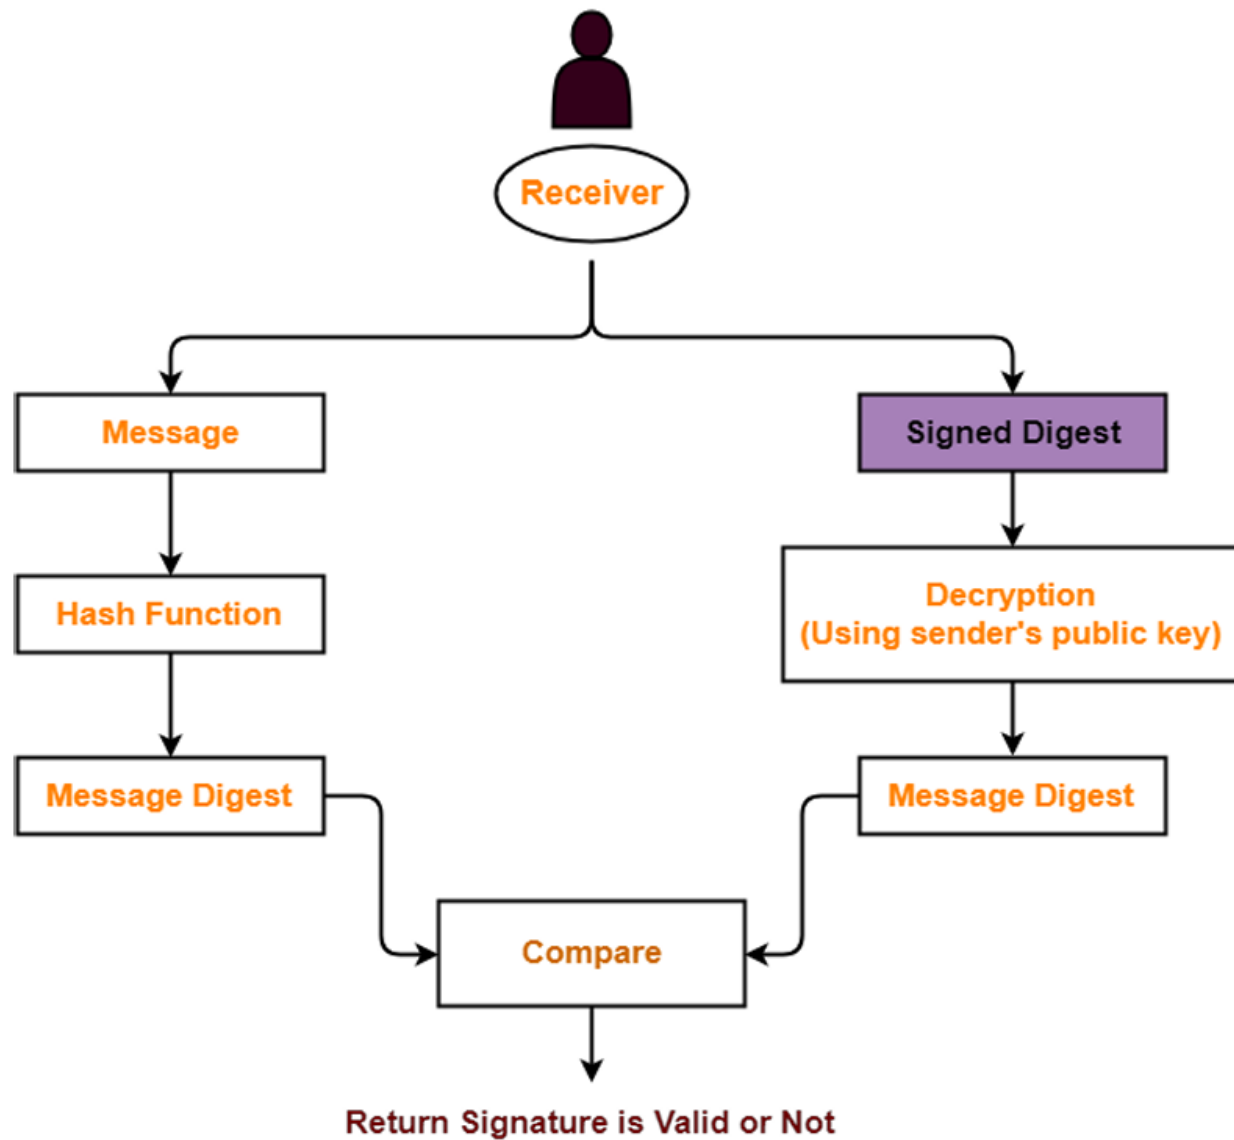 Receiver
Message
Signed Digest
Hash Function
Decryption
(Using sender's public key)
Message Digest
Message Digest
Compare
Return Signature is Valid or Not